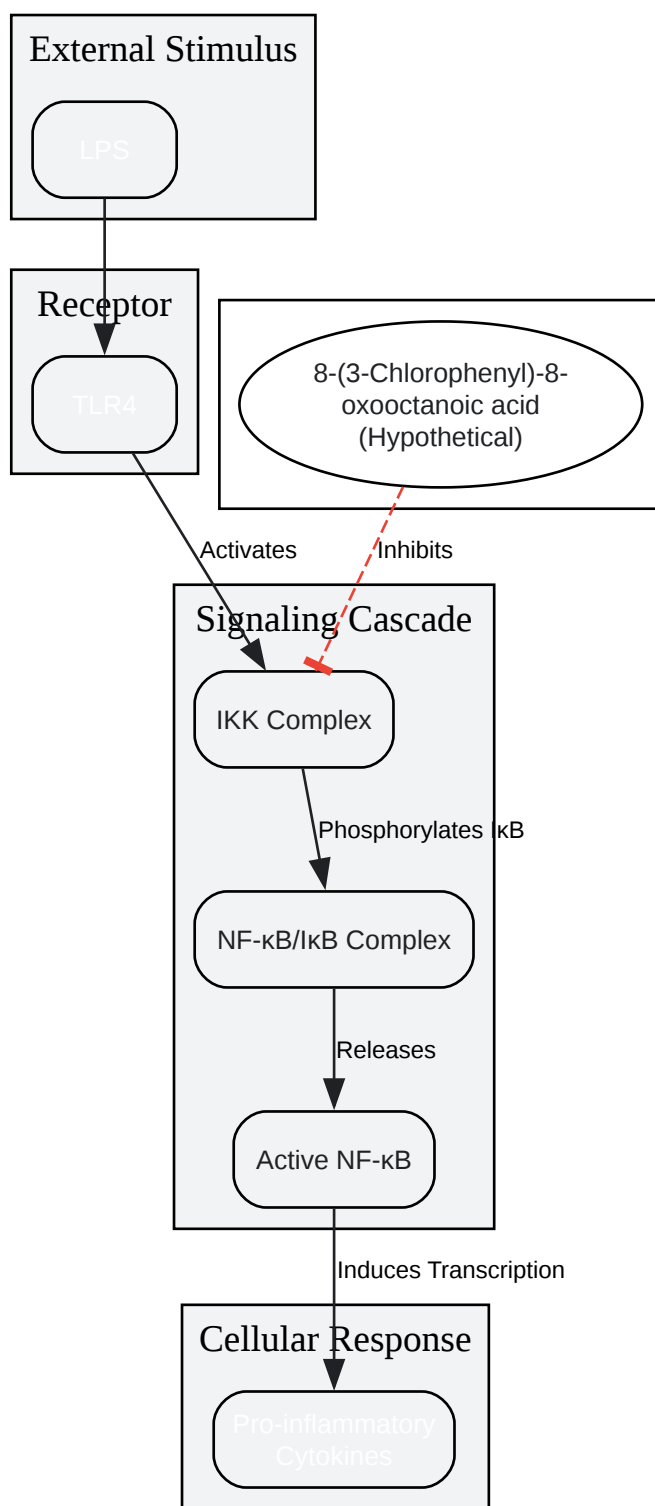 External Stimulus
LPS
Receptor
TLR4
8-(3-Chlorophenyl)-8-
oxooctanoic acid
(Hypothetical)
Activates
Inhibits
Signaling Cascade
IKK Complex
Phosphorylates IκB
NF-κB/IκB Complex
Releases
Active NF-κB
Induces Transcription
Cellular Response
Pro-inflammatory
Cytokines